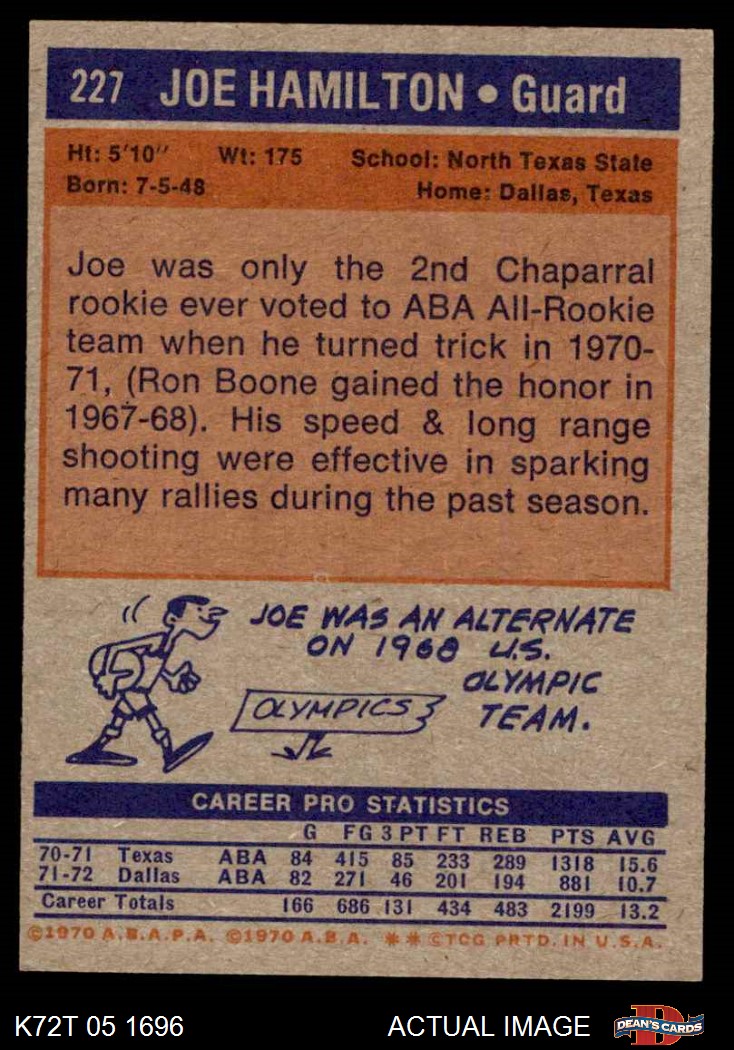 227 JOE HAMILTON • Guard
Ht: 5'10" Wt: 175 School: North Texas State
Born: 7-5-48 Home: Dallas, Texas
Joe was only the 2nd Chaparral
rookie ever voted to ABA All-Rookie
team when he turned trick in 1970-
71, (Ron Boone gained the honor in
1967-68). His speed & long range
shooting were effective in sparking
many rallies during the past season.
JOE WAS AN ALTERNATE
ON 1968 U.S.
OLYMPIC
TEAM.
OLYMPICS
CAREER PRO STATISTICS
G FG 3 PT FT REB PTS AVG
70-71 Texas ABA 84 415 85 233 289 1318 15.6
71-72 Dallas ABA 82 271 46 201 194 881 10.7
Career Totals 166 686 131 434 483 2199 13.2
©1970 A.B.A.P.A. ©1970 A.B.A. ** ©TCG PRTD. IN U.S.A.
K72T 05 1696 ACTUAL IMAGE DEAN'S CARDS